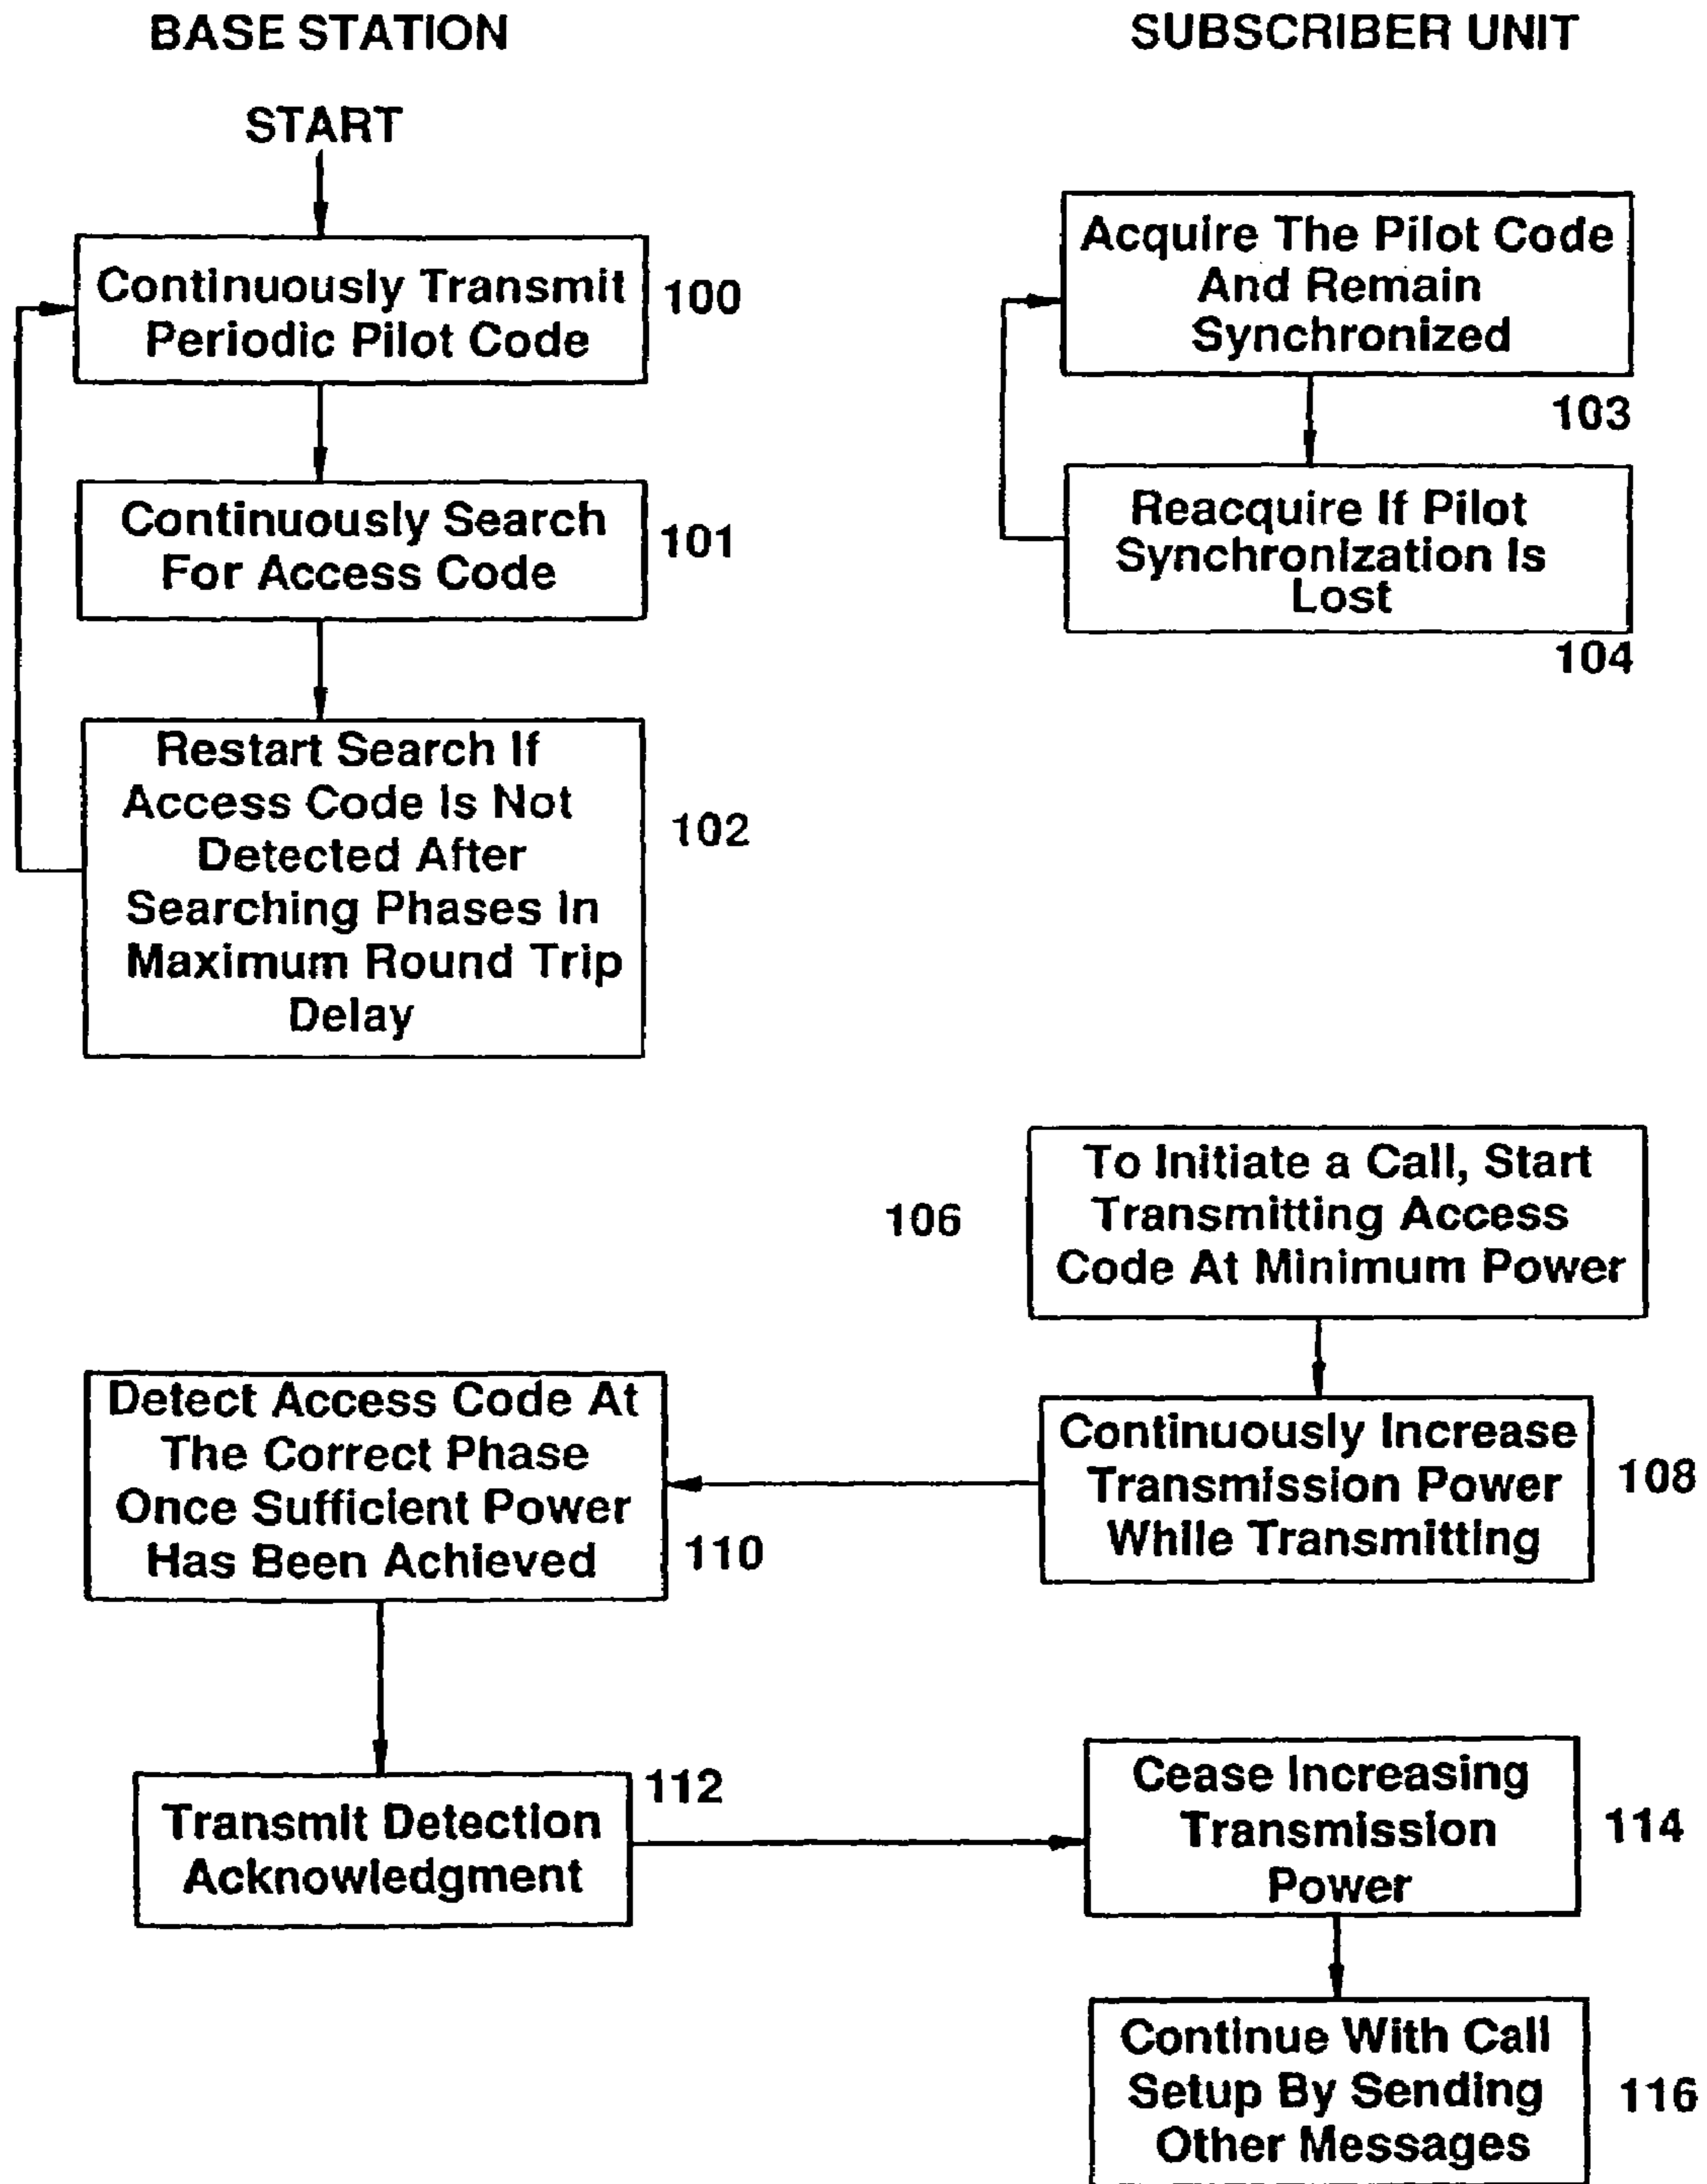 BASE STATION
SUBSCRIBER UNIT
START
Continuously Transmit
Periodic Pilot Code
100
Continuously Search
For Access Code
101
Restart Search If
Access Code Is Not
Detected After
Searching Phases In
Maximum Round Trip
Delay
102
Acquire The Pilot Code
And Remain
Synchronized
103
Reacquire If Pilot
Synchronization Is
Lost
104
To Initiate a Call, Start
Transmitting Access
Code At Minimum Power
106
Continuously Increase
Transmission Power
While Transmitting
108
Detect Access Code At
The Correct Phase
Once Sufficient Power
Has Been Achieved
110
Transmit Detection
Acknowledgment
112
Cease Increasing
Transmission
Power
114
Continue With Call
Setup By Sending
Other Messages
116